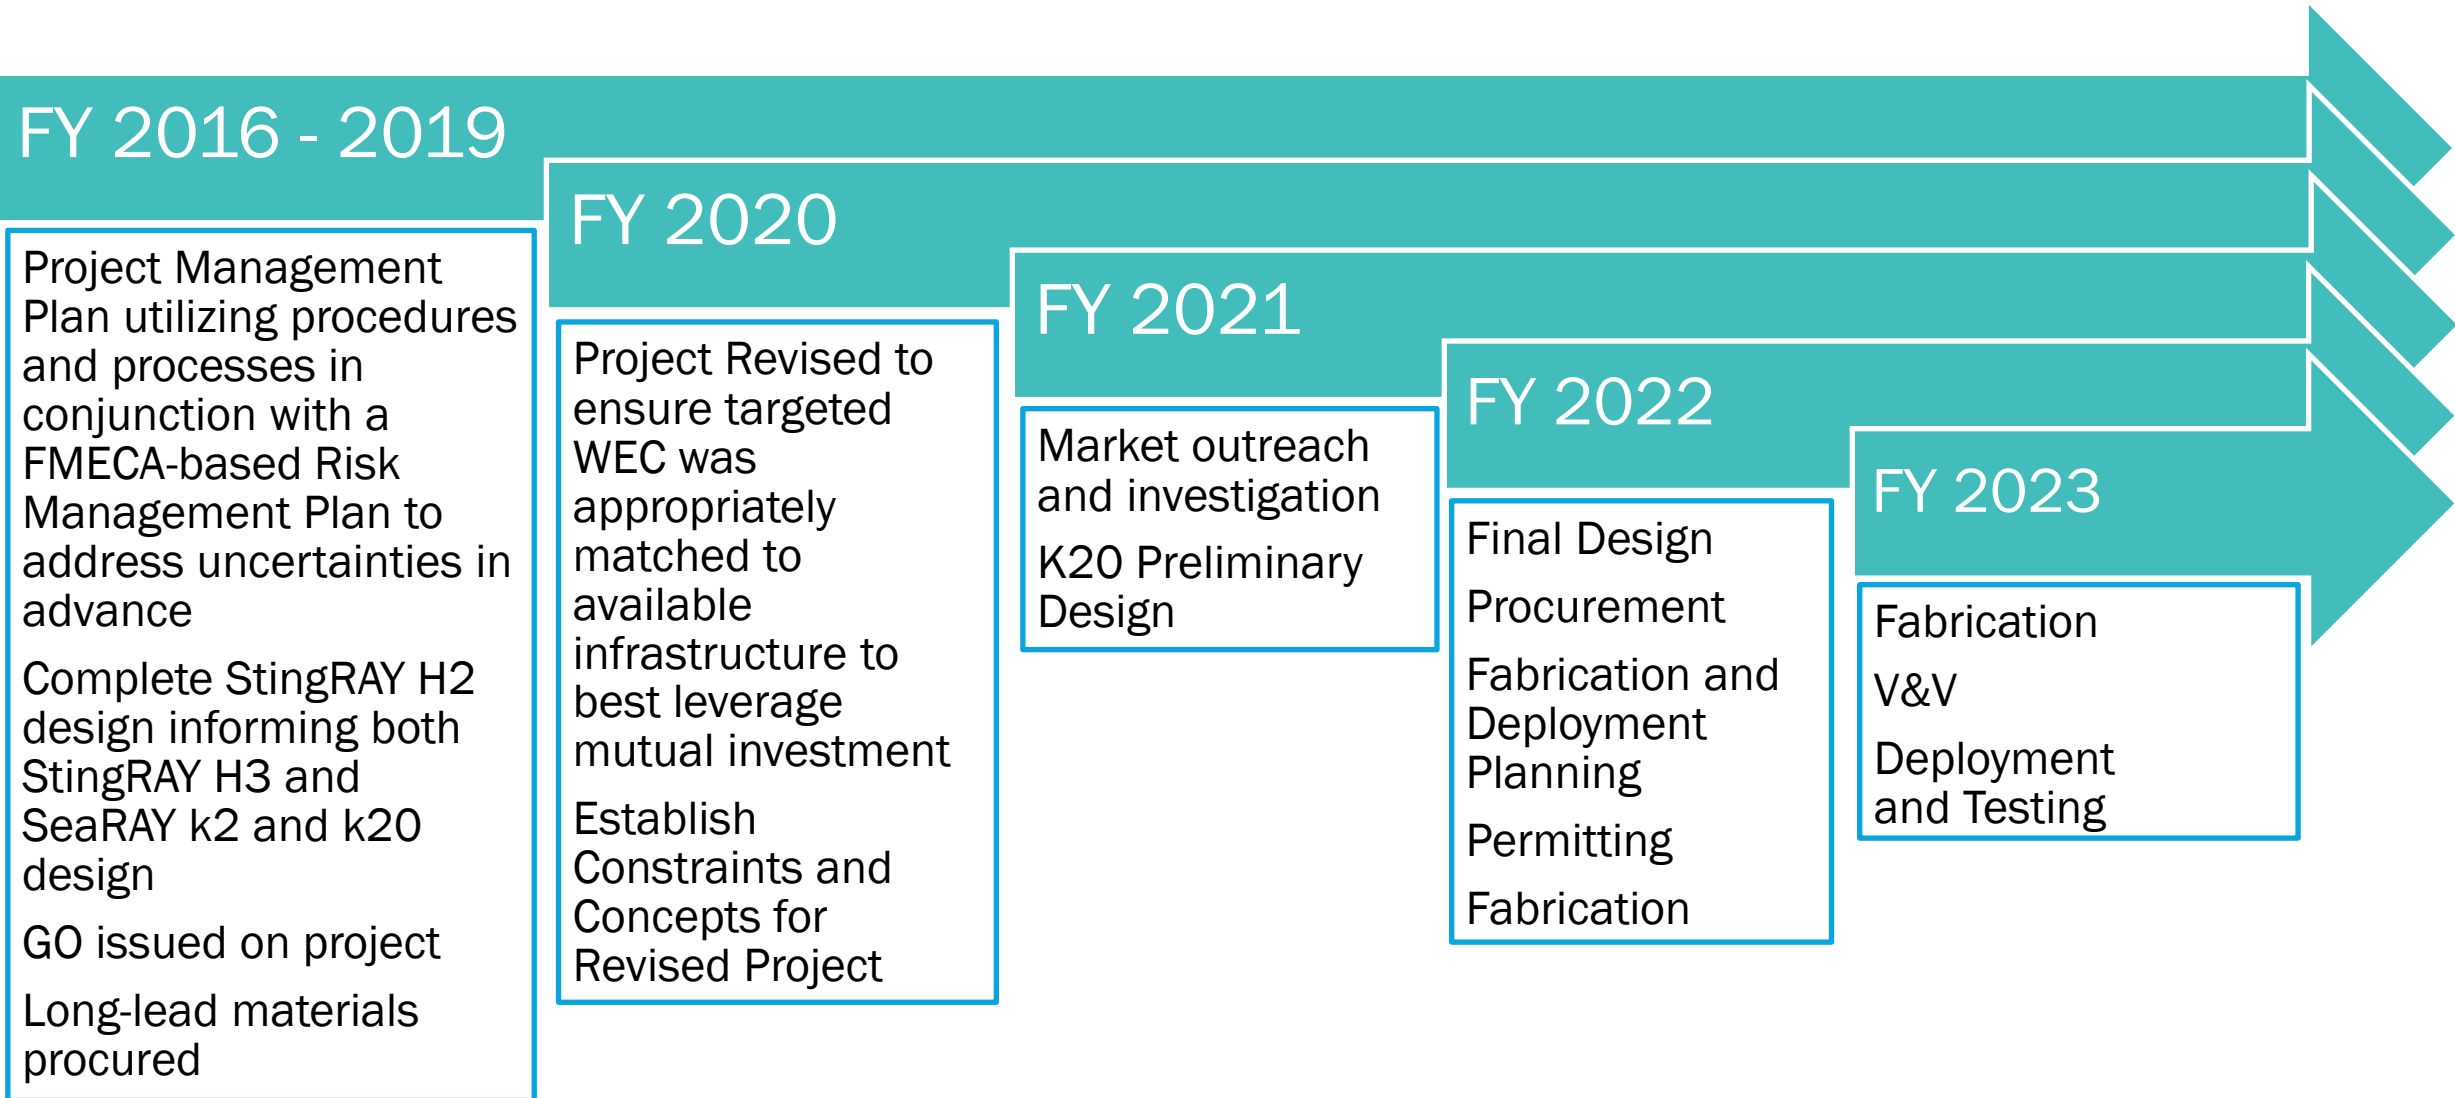 FY 2016 - 2019
Project Management
Plan utilizing procedures
and processes in
conjunction with a
FMECA-based Risk
Management Plan to
address uncertainties in
advance
Complete StingRAY H2
design informing both
StingRAY H3 and
SeaRAY k2 and k20
design
GO issued on project
Long-lead materials
procured
FY 2020
Project Revised to
ensure targeted
WEC was
appropriately
matched to
available
infrastructure to
best leverage
mutual investment
Establish
Constraints and
Concepts for
Revised Project
FY 2021
Market outreach
and investigation
K20 Preliminary
Design
FY 2022
Final Design
Procurement
Fabrication and
Deployment
Planning
Permitting
Fabrication
FY 2023
Fabrication
V&V
Deployment
and Testing